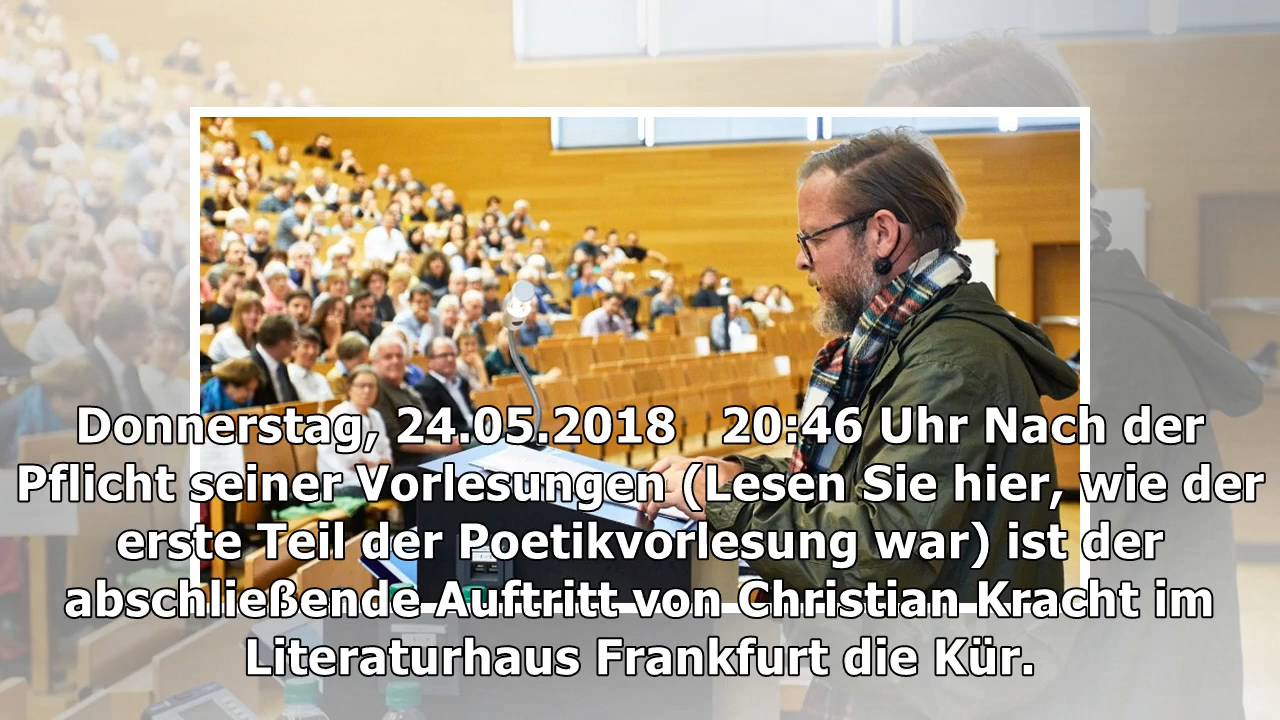 Donnerstag, 24.05.2018   20:46 Uhr Nach der
Pflicht seiner Vorlesungen (Lesen Sie hier, wie der
erste Teil der Poetikvorlesung war) ist der
abschließende Auftritt von Christian Kracht im
Literaturhaus Frankfurt die Kür.